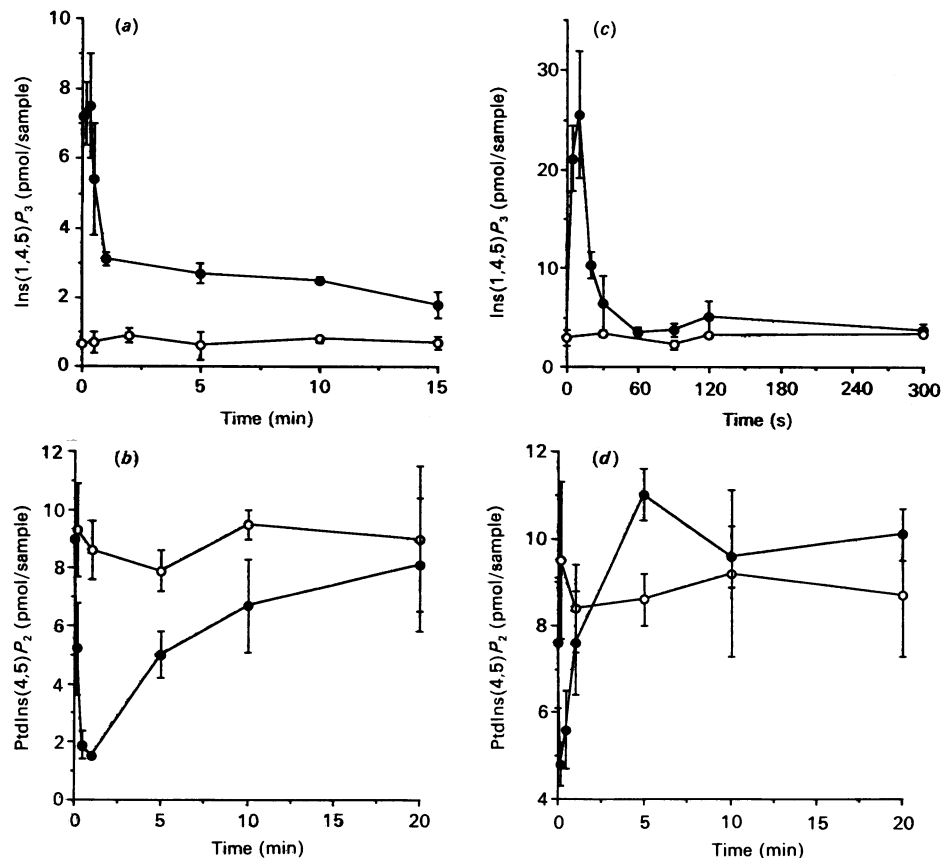 (a)
Ins(1,4,5)P3 (pmol/sample)
10
8
6
4
2
0
0 5 10 15
Time (min)
(c)
Ins(1,4,5)P3 (pmol/sample)
30
20
10
0
0 60 120 180 240 300
Time (s)
(b)
PtdIns(4,5)P2 (pmol/sample)
12
10
8
6
4
2
0
0 5 10 15 20
Time (min)
(d)
PtdIns(4,5)P2 (pmol/sample)
12
10
8
6
4
0 5 10 15 20
Time (min)